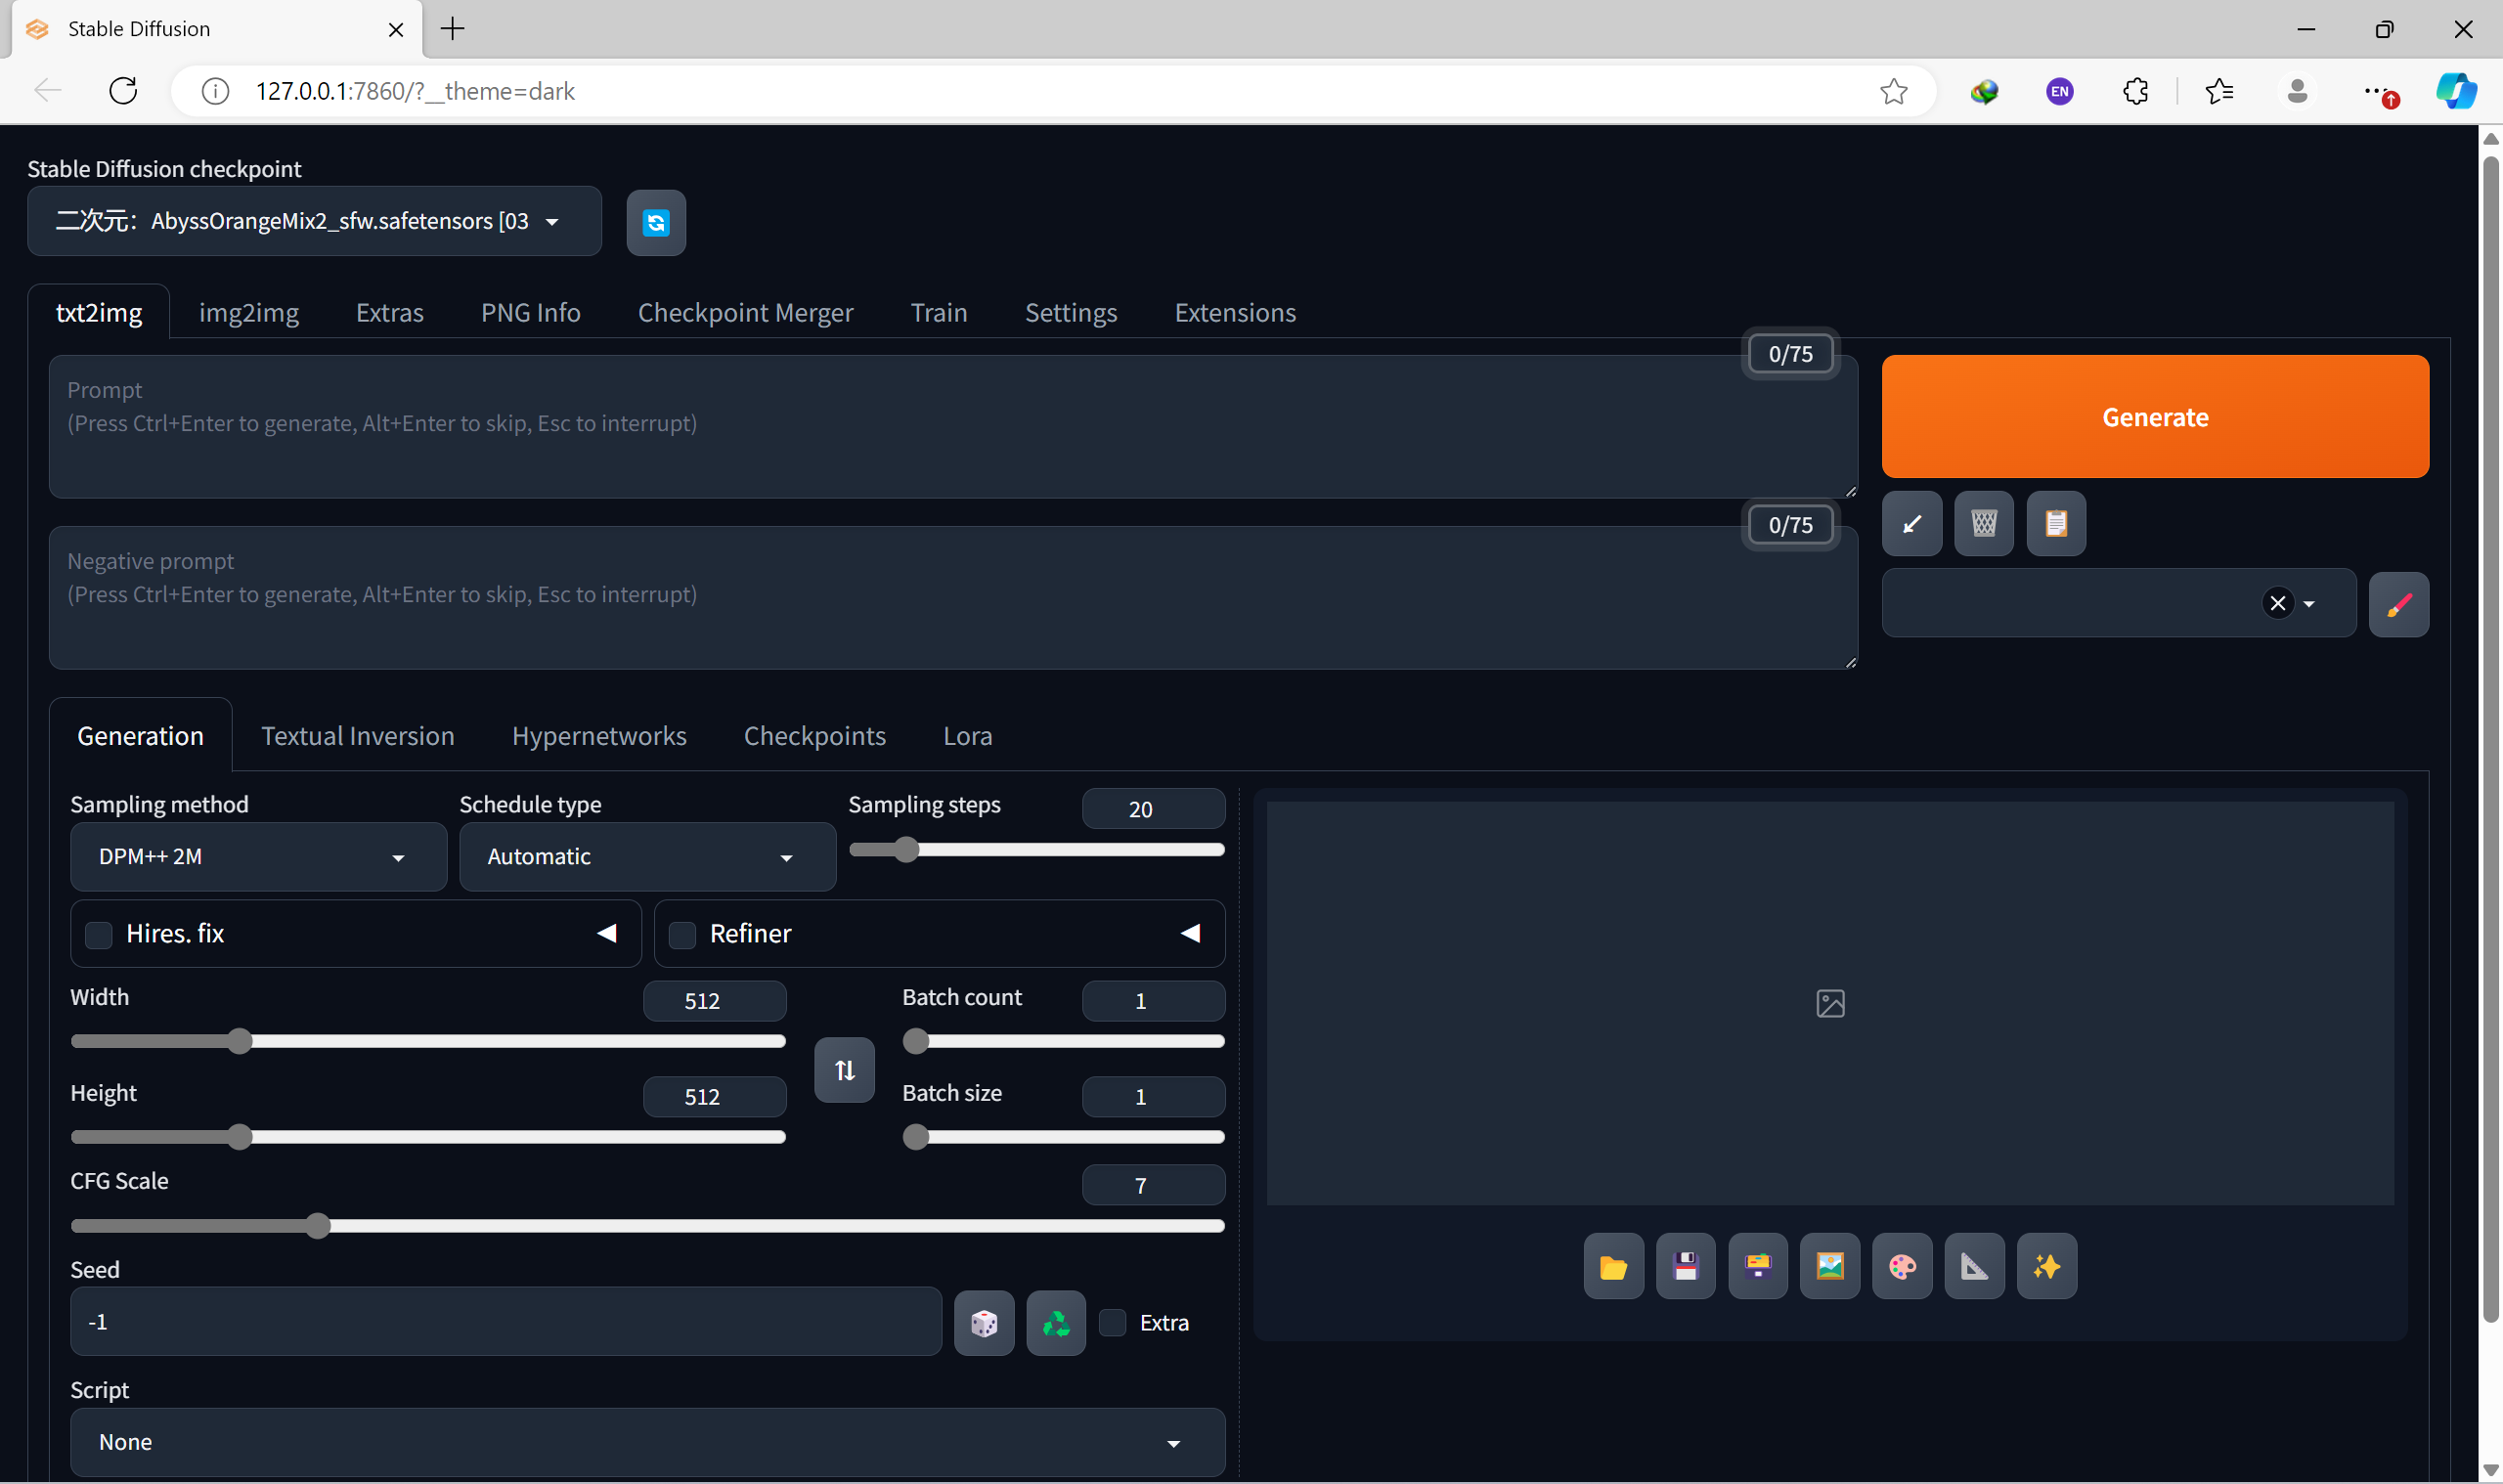 Stable Diffusion
127.0.0.1:7860/?__theme=dark
EN
Stable Diffusion checkpoint
二次元：AbyssOrangeMix2_sfw.safetensors [03
txt2img
img2img
Extras
PNG Info
Checkpoint Merger
Train
Settings
Extensions
0/75
Prompt
(Press Ctrl+Enter to generate, Alt+Enter to skip, Esc to interrupt)
Generate
0/75
Negative prompt
(Press Ctrl+Enter to generate, Alt+Enter to skip, Esc to interrupt)
Generation
Textual Inversion
Hypernetworks
Checkpoints
Lora
Sampling method
Schedule type
Sampling steps
20
DPM++ 2M
Automatic
Hires. fix
Refiner
Width
512
Batch count
1
Height
512
Batch size
1
CFG Scale
7
Seed
-1
Extra
Script
None